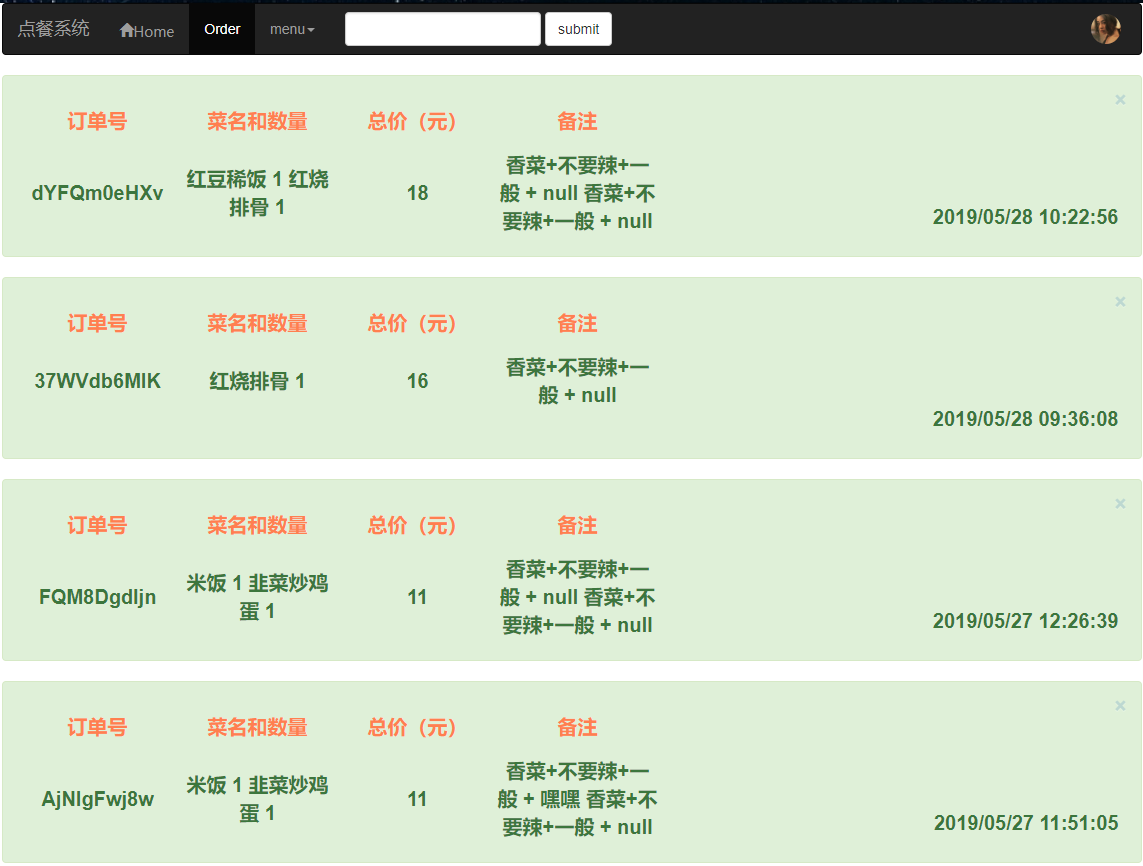 点餐系统 Home Order menu submit
×
订单号 菜名和数量 总价（元） 备注
香菜+不要辣+一
红豆稀饭 1 红烧
dYFQm0eHXv 18 般 + null 香菜+不
排骨 1
要辣+一般 + null
2019/05/28 10:22:56
×
订单号 菜名和数量 总价（元） 备注
香菜+不要辣+一
37WVdb6MIK 红烧排骨 1 16
般 + null
2019/05/28 09:36:08
×
订单号 菜名和数量 总价（元） 备注
香菜+不要辣+一
米饭 1 韭菜炒鸡
FQM8DgdIjn 11 般 + null 香菜+不
蛋 1
要辣+一般 + null
2019/05/27 12:26:39
×
订单号 菜名和数量 总价（元） 备注
香菜+不要辣+一
米饭 1 韭菜炒鸡
AjNIgFwj8w 11 般 + 嘿嘿 香菜+不
蛋 1
要辣+一般 + null
2019/05/27 11:51:05